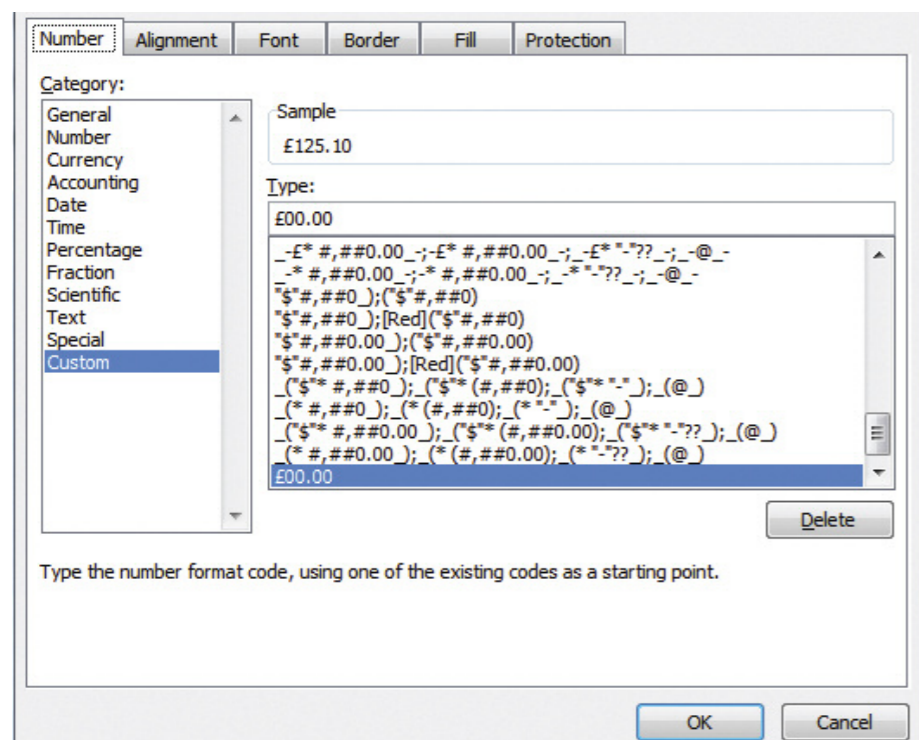 Number Alignment Font Border Fill Protection
Category:
General
Number
Currency
Accounting
Date
Time
Percentage
Fraction
Scientific
Text
Special
Custom
Sample
£125.10
Type:
£00.00
_-£* #,##0.00_-;-£* #,##0.00_-;_-£* "-"??_-;_-@_-
_-* #,##0.00_-;-* #,##0.00_-;_-* "-"??_-;_-@_-
"$"#,##0_);("$"#,##0)
"$"#,##0_);[Red]("$"#,##0)
"$"#,##0.00_);("$"#,##0.00)
"$"#,##0.00_);[Red]("$"#,##0.00)
_("$"* #,##0_);_("$"* (#,##0);_("$"* "-"_);_(@_)
_(* #,##0_);_(* (#,##0);_(* "-"_);_(@_)
_("$"* #,##0.00_);_("$"* (#,##0.00);_("$"* "-"??_);_(@_)
_(* #,##0.00_);_(* (#,##0.00);_(* "-"??_);_(@_)
£00.00
Delete
Type the number format code, using one of the existing codes as a starting point.
OK Cancel